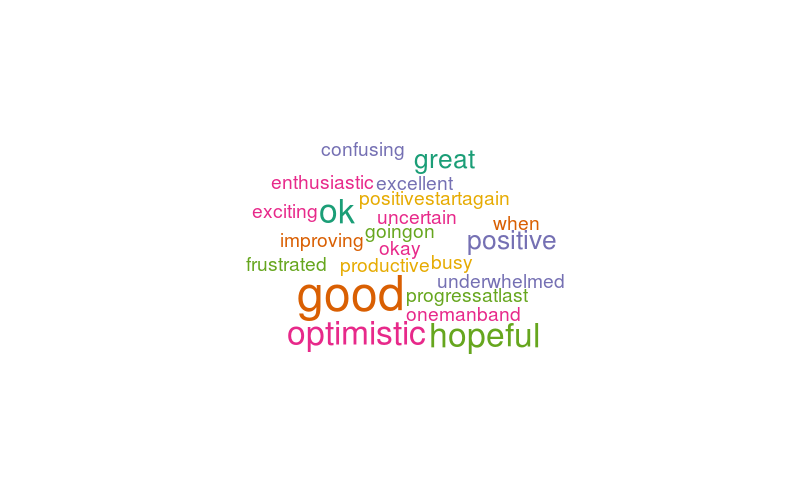 confusing
great
enthusiastic
excellent
positivestartagain
exciting
ok
uncertain
when
goingon
improving
okay
positive
frustrated
productive
busy
underwhelmed
good
progressatlast
onemanband
optimistic
hopeful